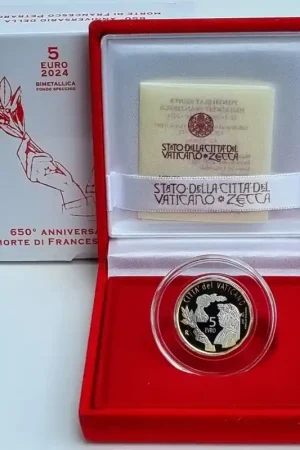 650° ANNIVERSARIO DELLA
MORTE DI FRANCESCO PETRARCA
5
EURO
2024
BIMETALLICA
FONDO SPECCHIO
650° ANNIVERSA
MORTE DI FRANCES
STATO DELLA CITTÀ DEL
VATICANO ZECCA
STATO DELLA CITTÀ DEL
VATICANO ZECCA
CITTÀ del VATICANO
5
EURO
R